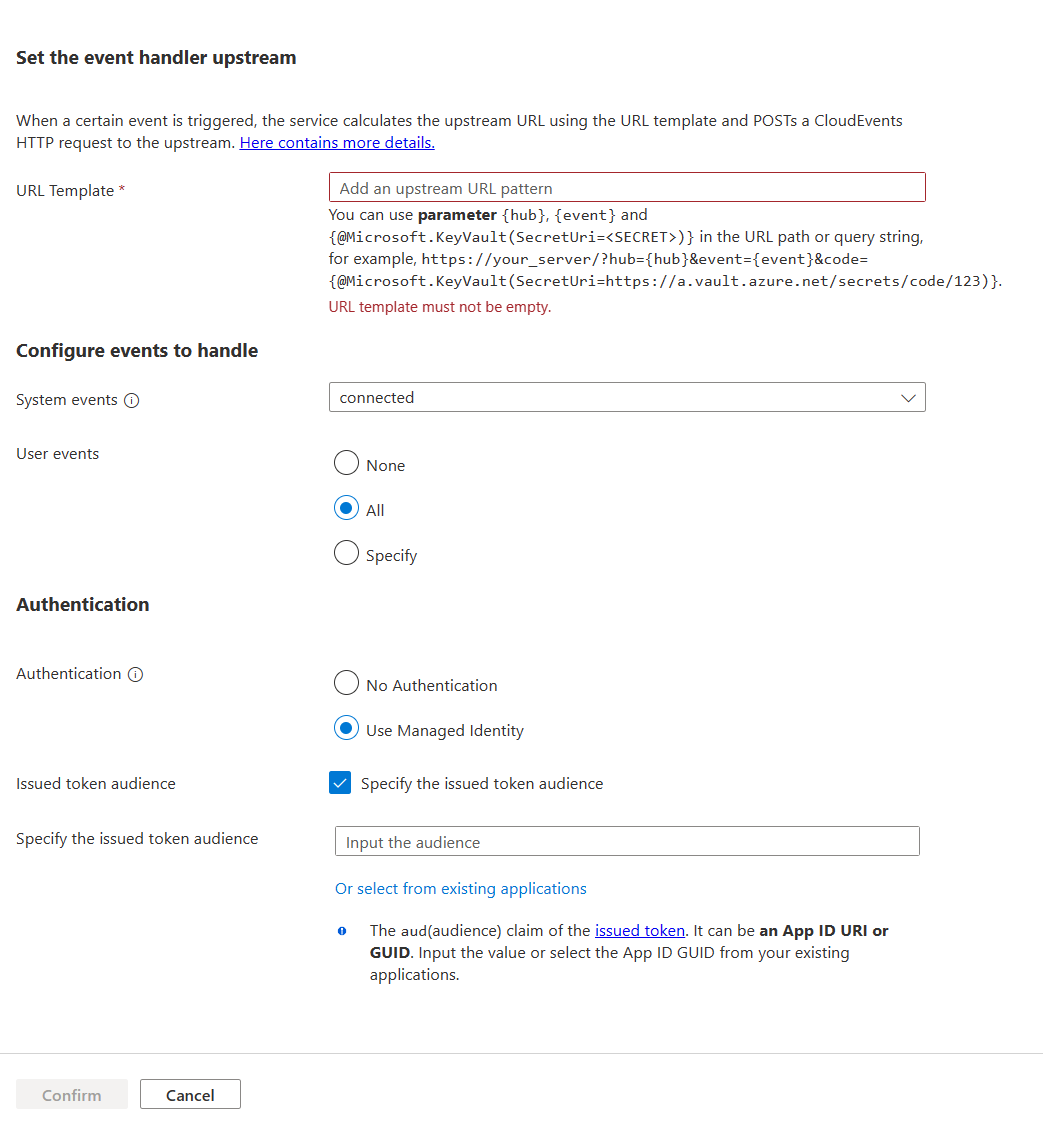 Set the event handler upstream
When a certain event is triggered, the service calculates the upstream URL using the URL template and POSTs a CloudEvents
HTTP request to the upstream. Here contains more details.
URL Template *
Add an upstream URL pattern
You can use parameter {hub}, {event} and
{@Microsoft.KeyVault(SecretUri=<SECRET>)} in the URL path or query string,
for example, https://your_server/?hub={hub}&event={event}&code=
{@Microsoft.KeyVault(SecretUri=https://a.vault.azure.net/secrets/code/123)}.
URL template must not be empty.
Configure events to handle
System events
connected
User events
None
All
Specify
Authentication
Authentication
No Authentication
Use Managed Identity
Issued token audience
Specify the issued token audience
Specify the issued token audience
Input the audience
Or select from existing applications
The aud(audience) claim of the issued token. It can be an App ID URI or
GUID. Input the value or select the App ID GUID from your existing
applications.
Confirm
Cancel